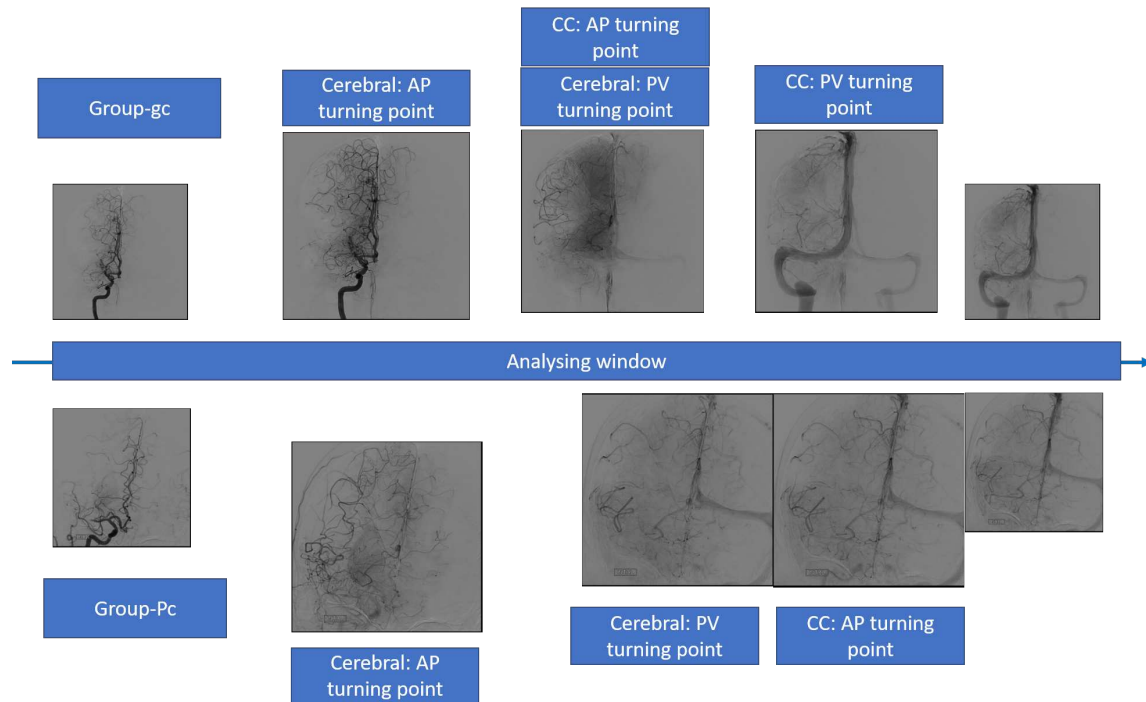 CC: AP turning
point
Group-gc
Cerebral: AP
turning point
Cerebral: PV
turning point
CC: PV turning
point
Analysing window
Group-Pc
Cerebral: AP
turning point
Cerebral: PV
turning point
CC: AP turning
point